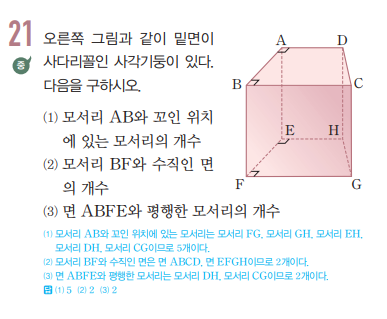 21
중
오른쪽 그림과 같이 밑면이
사다리꼴인 사각기둥이 있다.
다음을 구하시오.
(1) 모서리 AB와 꼬인 위치
에 있는 모서리의 개수
(2) 모서리 BF와 수직인 면
의 개수
(3) 면 ABFE와 평행한 모서리의 개수
A D
B C
E H
F G
(1) 모서리 AB와 꼬인 위치에 있는 모서리는 모서리 FG, 모서리 GH, 모서리 EH,
모서리 DH, 모서리 CG이므로 5개이다.
(2) 모서리 BF와 수직인 면은 면 ABCD, 면 EFGH이므로 2개이다.
(3) 면 ABFE와 평행한 모서리는 모서리 DH, 모서리 CG이므로 2개이다.
답 (1) 5 (2) 2 (3) 2